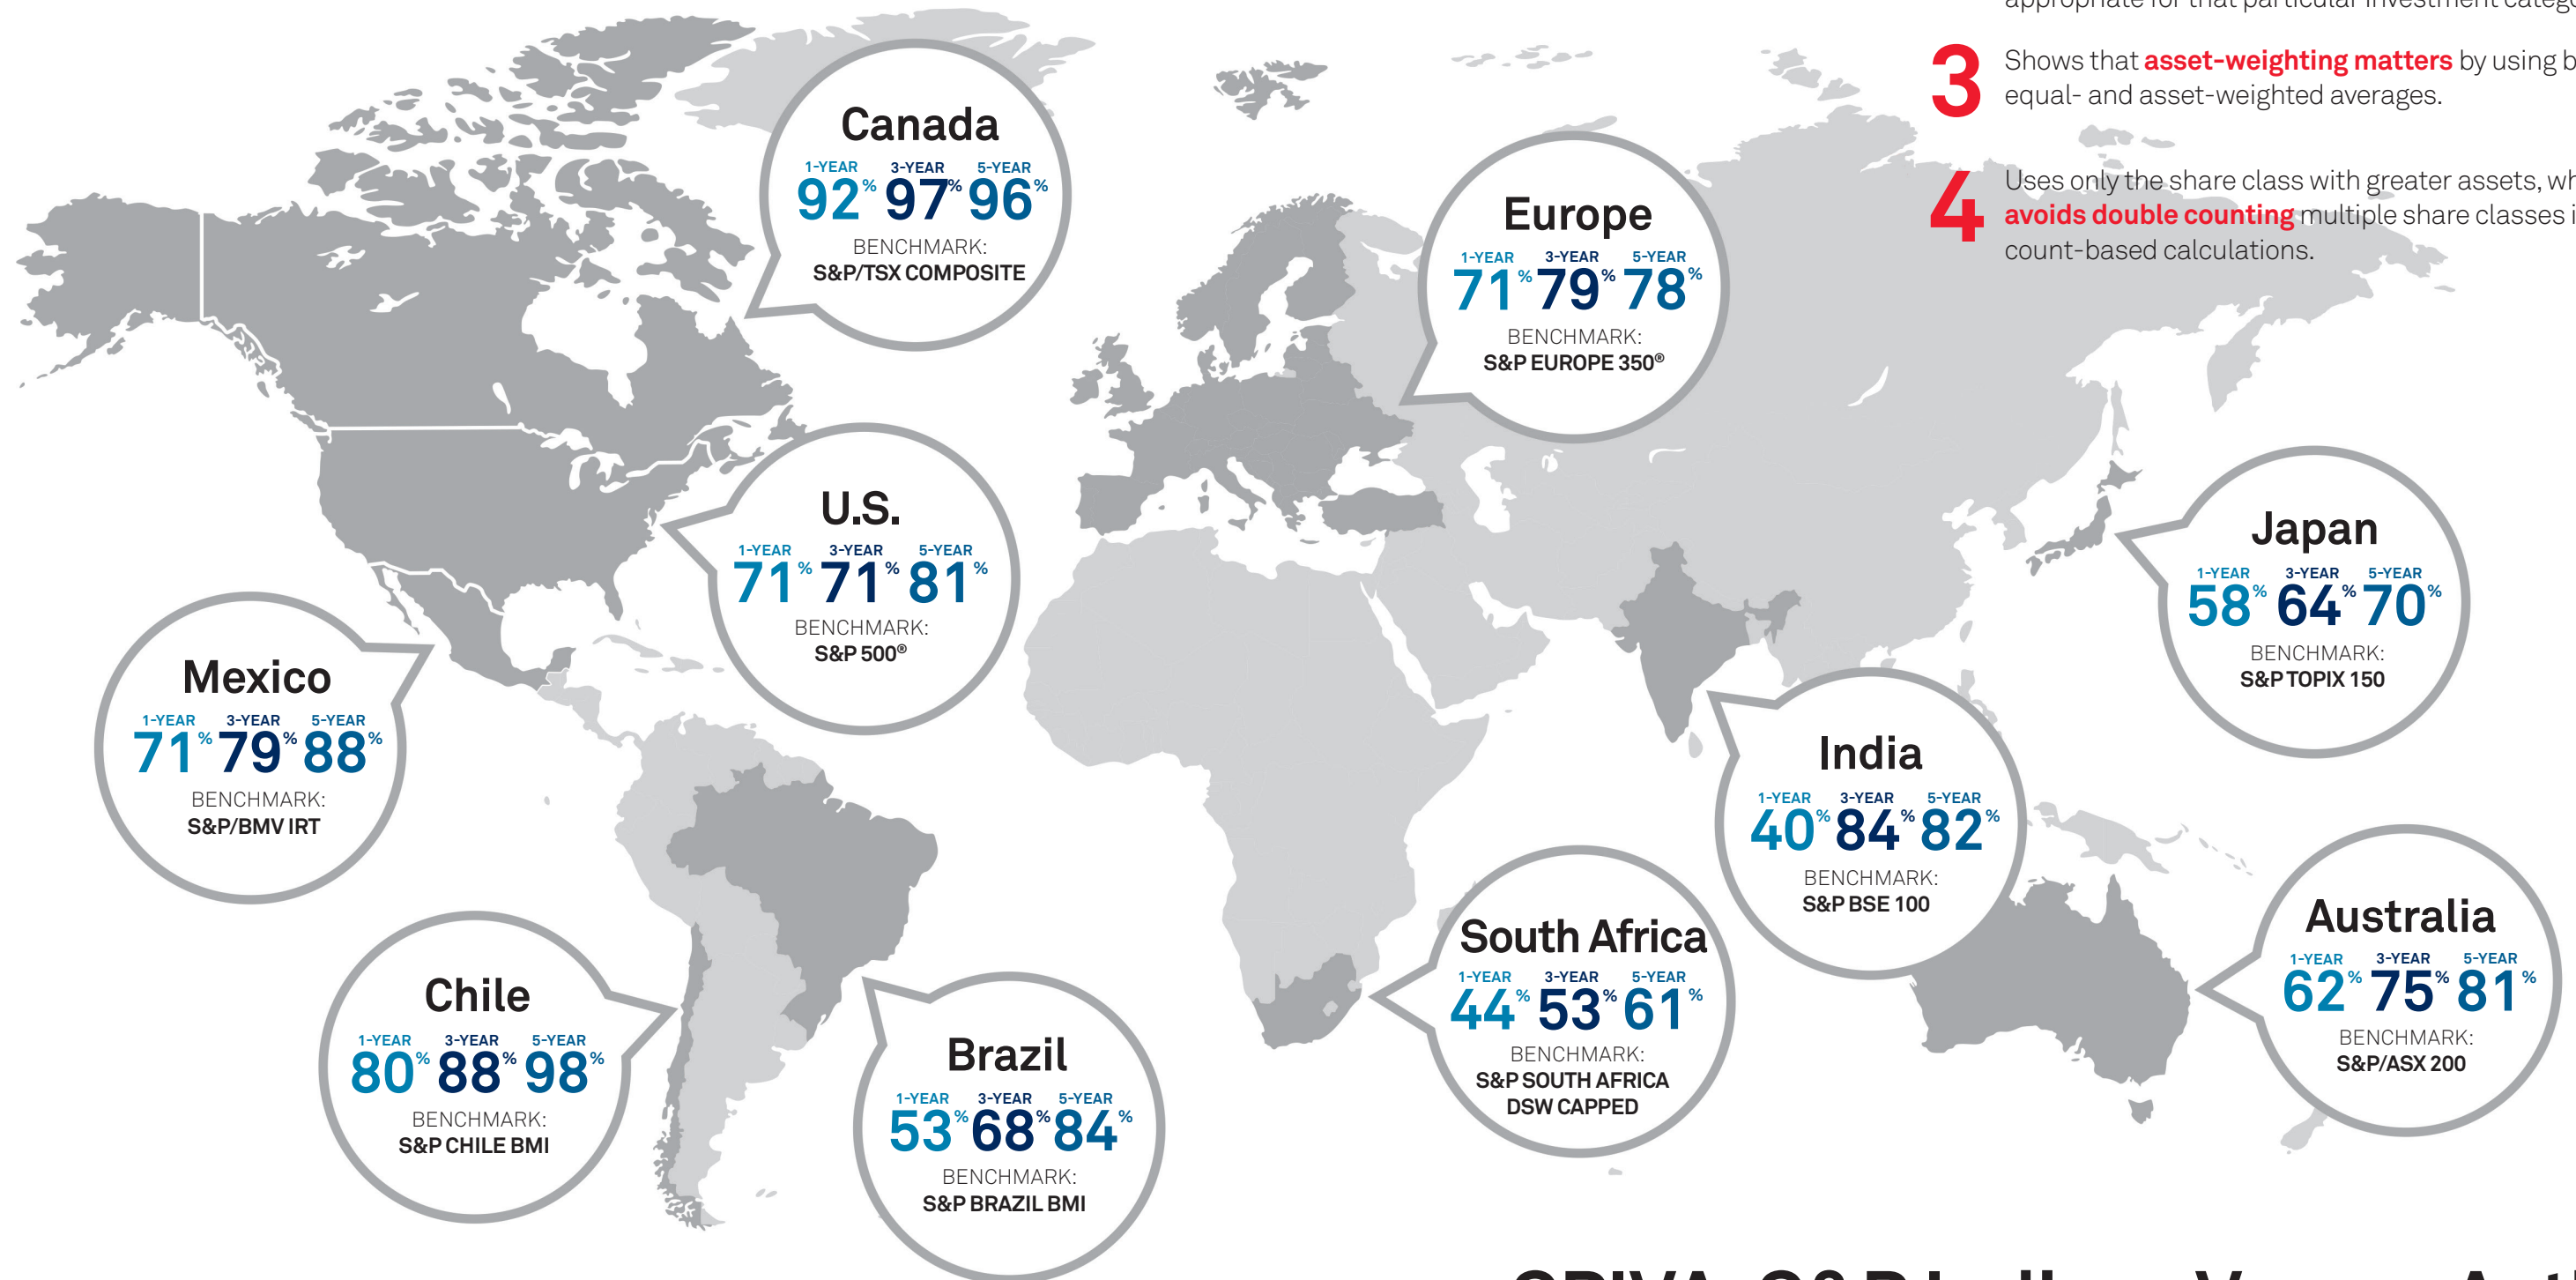 appropriate for that particular investment
3
Shows that asset-weighting matters by using
equal- and asset-weighted averages.
4
Uses only the share class with greater assets,
avoids double counting multiple share classes
count-based calculations.
Canada
1-YEAR 3-YEAR 5-YEAR
92% 97% 96%
BENCHMARK:
S&P/TSX COMPOSITE
Europe
1-YEAR 3-YEAR 5-YEAR
71% 79% 78%
BENCHMARK:
S&P EUROPE 350®
U.S.
1-YEAR 3-YEAR 5-YEAR
71% 71% 81%
BENCHMARK:
S&P 500®
Japan
1-YEAR 3-YEAR 5-YEAR
58% 64% 70%
BENCHMARK:
S&P TOPIX 150
Mexico
1-YEAR 3-YEAR 5-YEAR
71% 79% 88%
BENCHMARK:
S&P/BMV IRT
India
1-YEAR 3-YEAR 5-YEAR
40% 84% 82%
BENCHMARK:
S&P BSE 100
South Africa
1-YEAR 3-YEAR 5-YEAR
44% 53% 61%
BENCHMARK:
S&P SOUTH AFRICA
DSW CAPPED
Australia
1-YEAR 3-YEAR 5-YEAR
62% 75% 81%
BENCHMARK:
S&P/ASX 200
Chile
1-YEAR 3-YEAR 5-YEAR
80% 88% 98%
BENCHMARK:
S&P CHILE BMI
Brazil
1-YEAR 3-YEAR 5-YEAR
53% 68% 84%
BENCHMARK:
S&P BRAZIL BMI